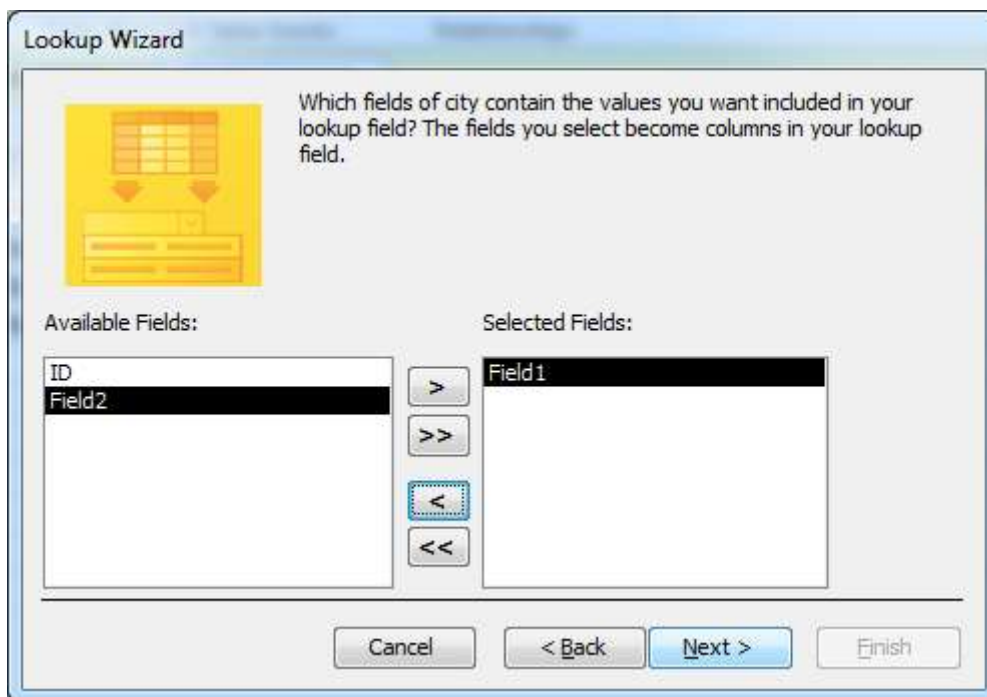 Lookup Wizard
Which fields of city contain the values you want included in your
lookup field? The fields you select become columns in your lookup
field.
Available Fields:
Selected Fields:
ID
Field2
>
>>
<
<<
Field1
Cancel
< Back
Next >
Finish